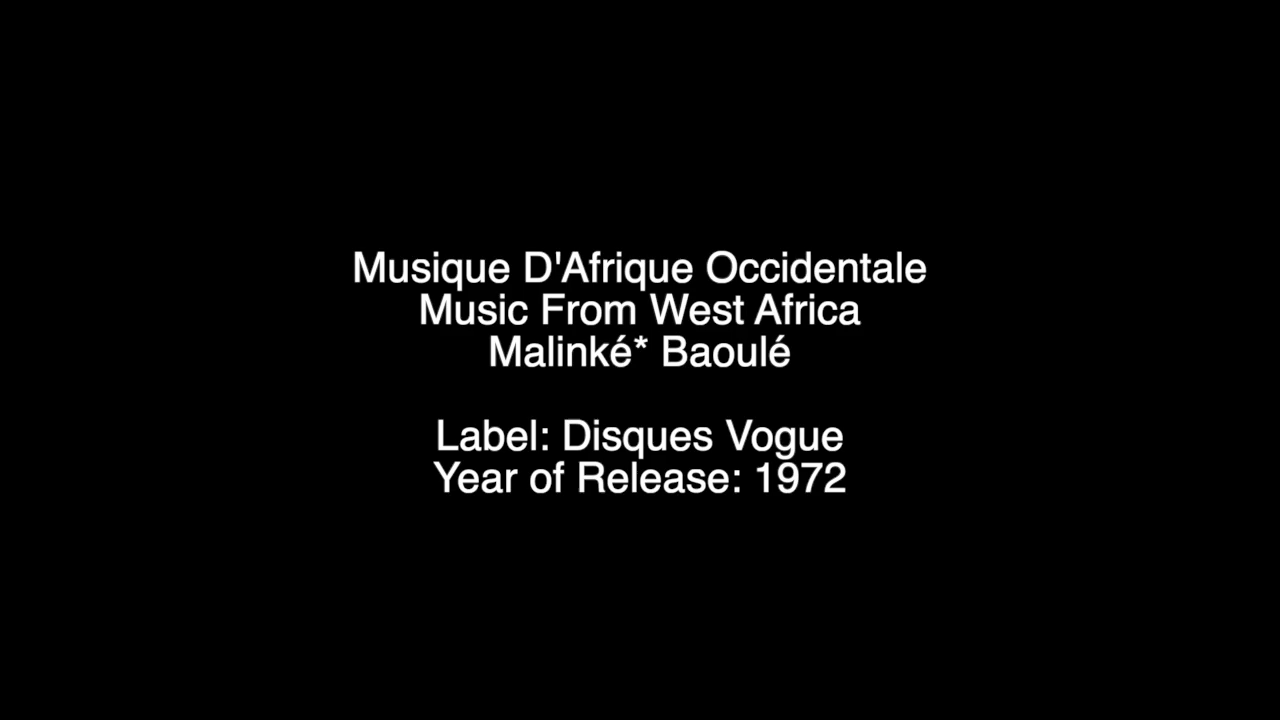 Musique D'Afrique Occidentale
Music From West Africa
Malinké* Baoulé
Label: Disques Vogue
Year of Release: 1972